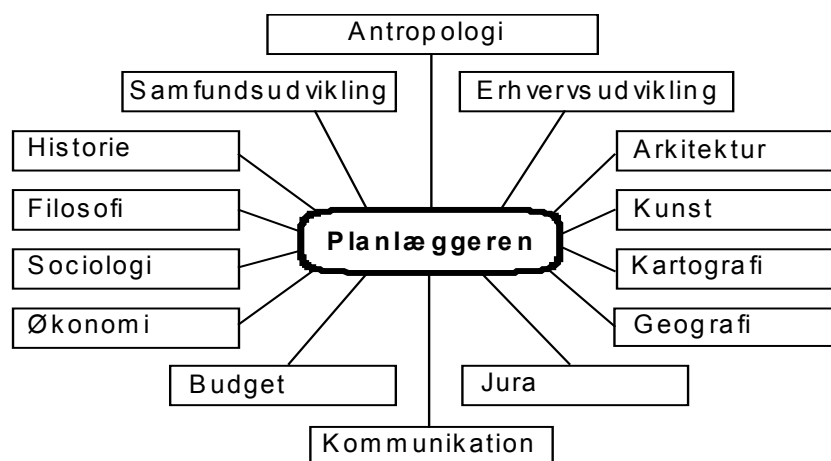 Antropologi
Samfundsudvikling
Erhvervsudvikling
Historie
Arkitektur
Filosofi
Kunst
Planlæggeren
Sociologi
Kartografi
Økonomi
Geografi
Budget
Jura
Kommunikation